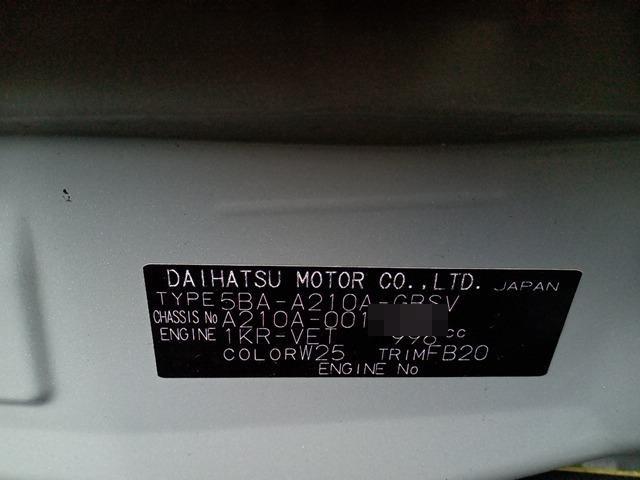 DAIHATSU MOTOR CO.,LTD. JAPAN
TYPE 5BA-A210A-GBSV
CHASSIS No A210A-001
ENGINE 1KR-VET 996 cc
COLOR W25 TRIM FB20
ENGINE No